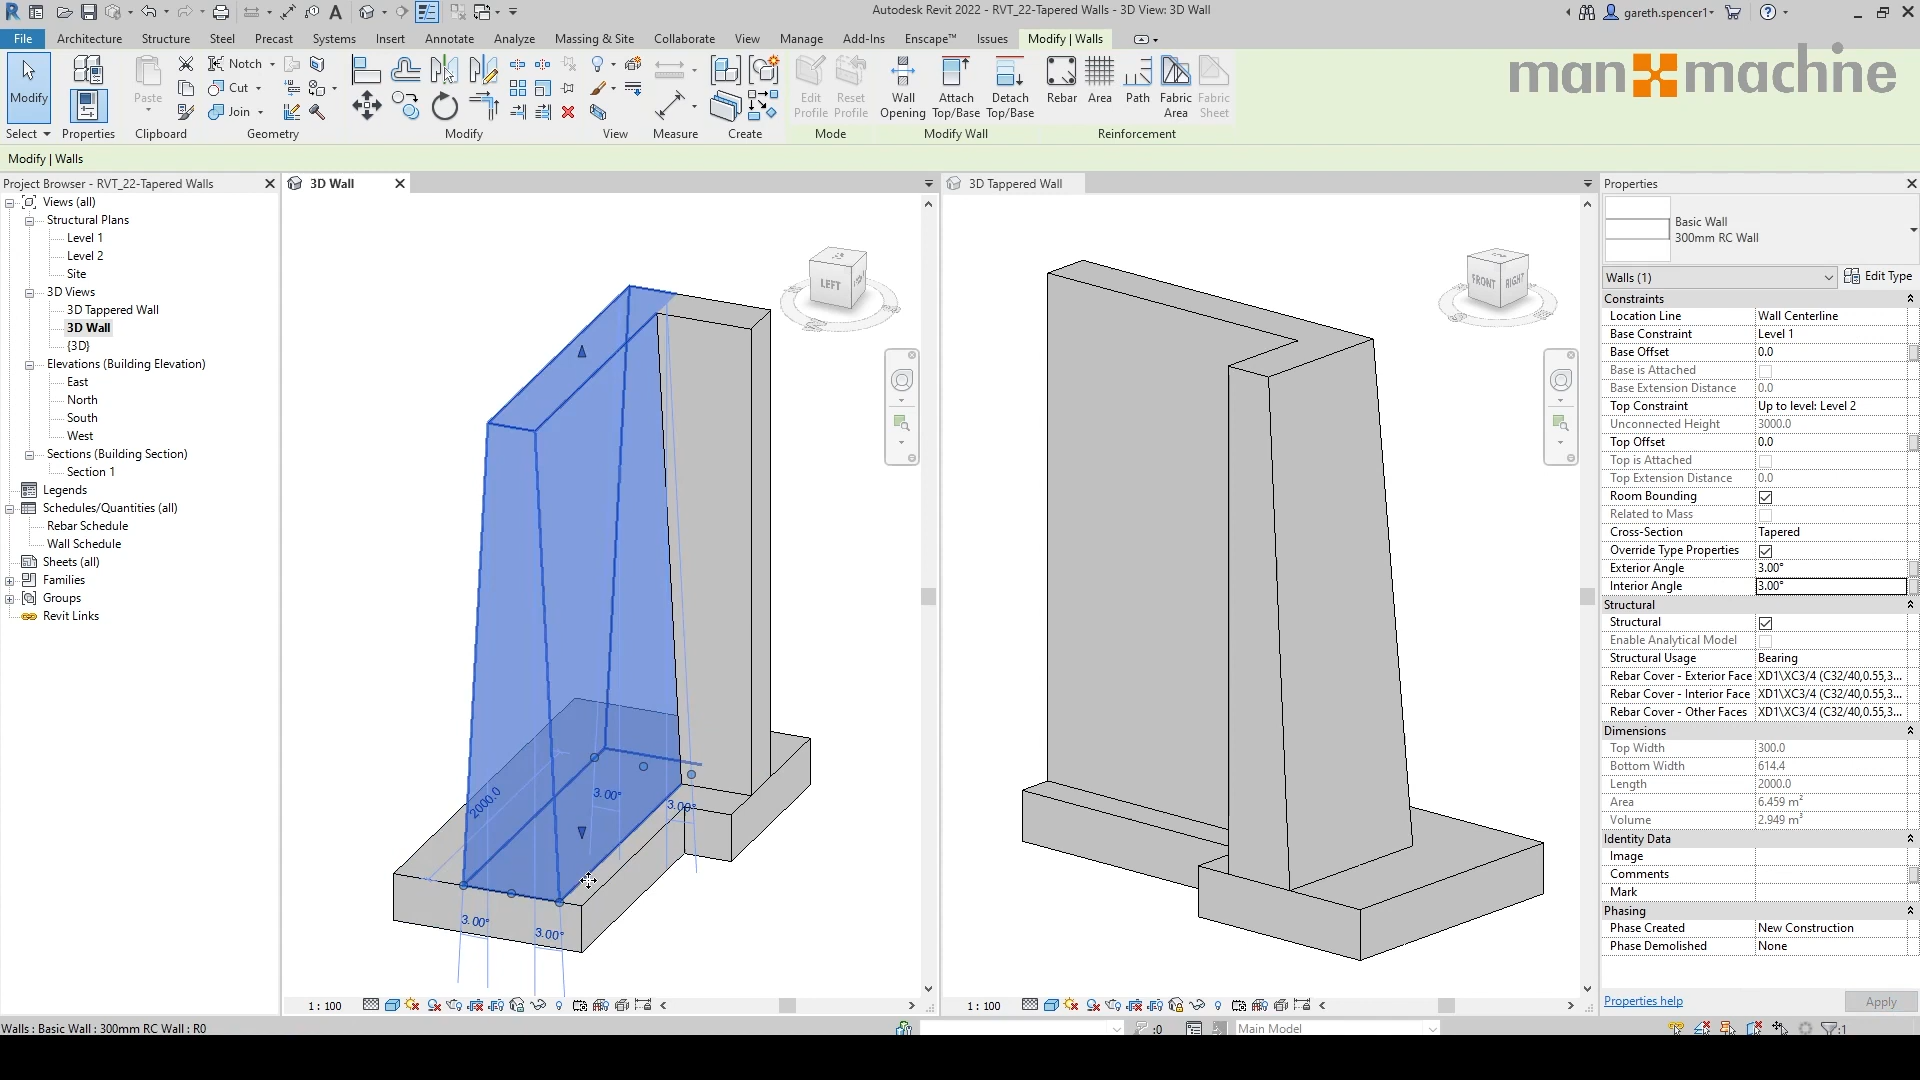 Autodesk Revit 2022 - RVT_22-Tapered Walls - 3D View: 3D Wall
gareth.spencer1
File Architecture Structure Steel Precast Systems Insert Annotate Analyze Massing & Site Collaborate View Manage Add-Ins Enscape™ Issues Modify | Walls
man machine
Modify
Paste
Notch
Cut
Join
Edit Profile
Reset Profile
Wall Opening
Attach Top/Base
Detach Top/Base
Rebar
Area
Path
Fabric Area
Fabric Sheet
Select Properties Clipboard Geometry Modify View Measure Create Mode Modify Wall Reinforcement
Modify | Walls
Project Browser - RVT_22-Tapered Walls
Views (all)
Structural Plans
Level 1
Level 2
Site
3D Views
3D Tappered Wall
3D Wall
{3D}
Elevations (Building Elevation)
East
North
South
West
Sections (Building Section)
Section 1
Legends
Schedules/Quantities (all)
Rebar Schedule
Wall Schedule
Sheets (all)
Families
Groups
Revit Links
3D Wall
LEFT
2000.0
3.00°
3.00°
3.00°
3.00°
1 : 100
3D Tappered Wall
FRONT
RIGHT
1 : 100
Properties
Basic Wall
300mm RC Wall
Walls (1)
Edit Type
Constraints
Location Line Wall Centerline
Base Constraint Level 1
Base Offset 0.0
Base is Attached
Base Extension Distance 0.0
Top Constraint Up to level: Level 2
Unconnected Height 3000.0
Top Offset 0.0
Top is Attached
Top Extension Distance 0.0
Room Bounding
Related to Mass
Cross-Section Tapered
Override Type Properties
Exterior Angle 3.00°
Interior Angle 3.00°
Structural
Structural
Enable Analytical Model
Structural Usage Bearing
Rebar Cover - Exterior Face XD1\XC3/4 (C32/40,0.55,3...
Rebar Cover - Interior Face XD1\XC3/4 (C32/40,0.55,3...
Rebar Cover - Other Faces XD1\XC3/4 (C32/40,0.55,3...
Dimensions
Top Width 300.0
Bottom Width 614.4
Length 2000.0
Area 6.459 m²
Volume 2.949 m³
Identity Data
Image
Comments
Mark
Phasing
Phase Created New Construction
Phase Demolished None
Properties help
Apply
Walls : Basic Wall : 300mm RC Wall : R0
:0
Main Model
:1